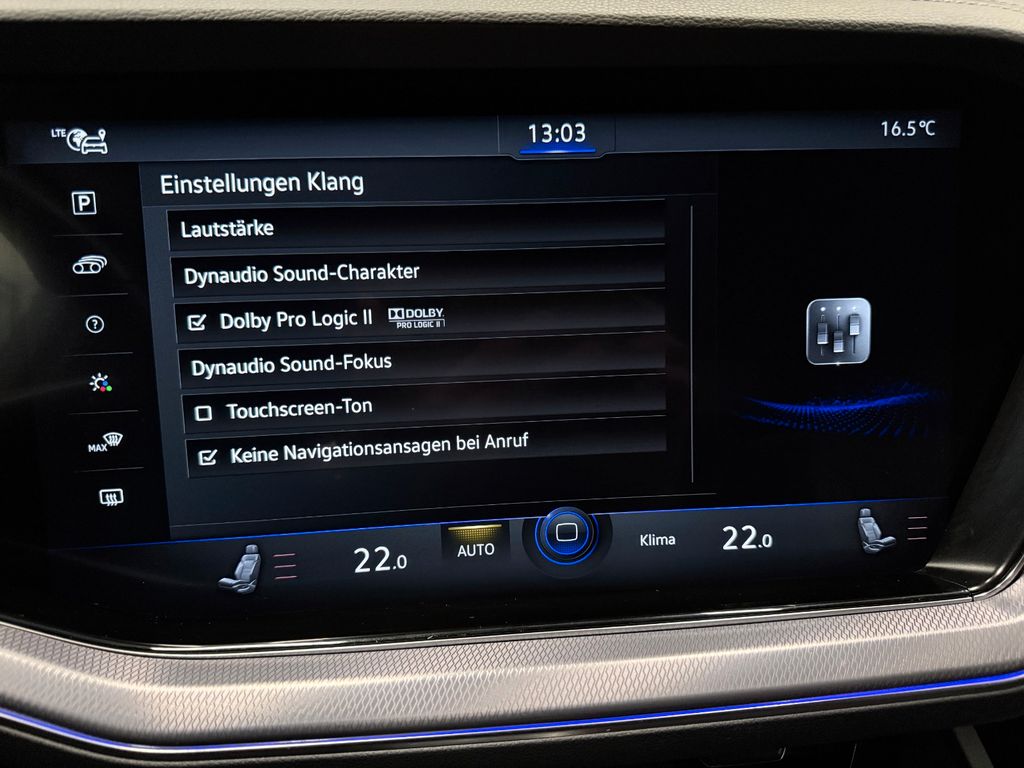 LTE
13:03
16.5°C
P
Einstellungen Klang
Lautstärke
Dynaudio Sound-Charakter
Dolby Pro Logic II DOLBY PRO LOGIC II
Dynaudio Sound-Fokus
?
Touchscreen-Ton
Keine Navigationsansagen bei Anruf
MAX
22.0
AUTO
Klima
22.0